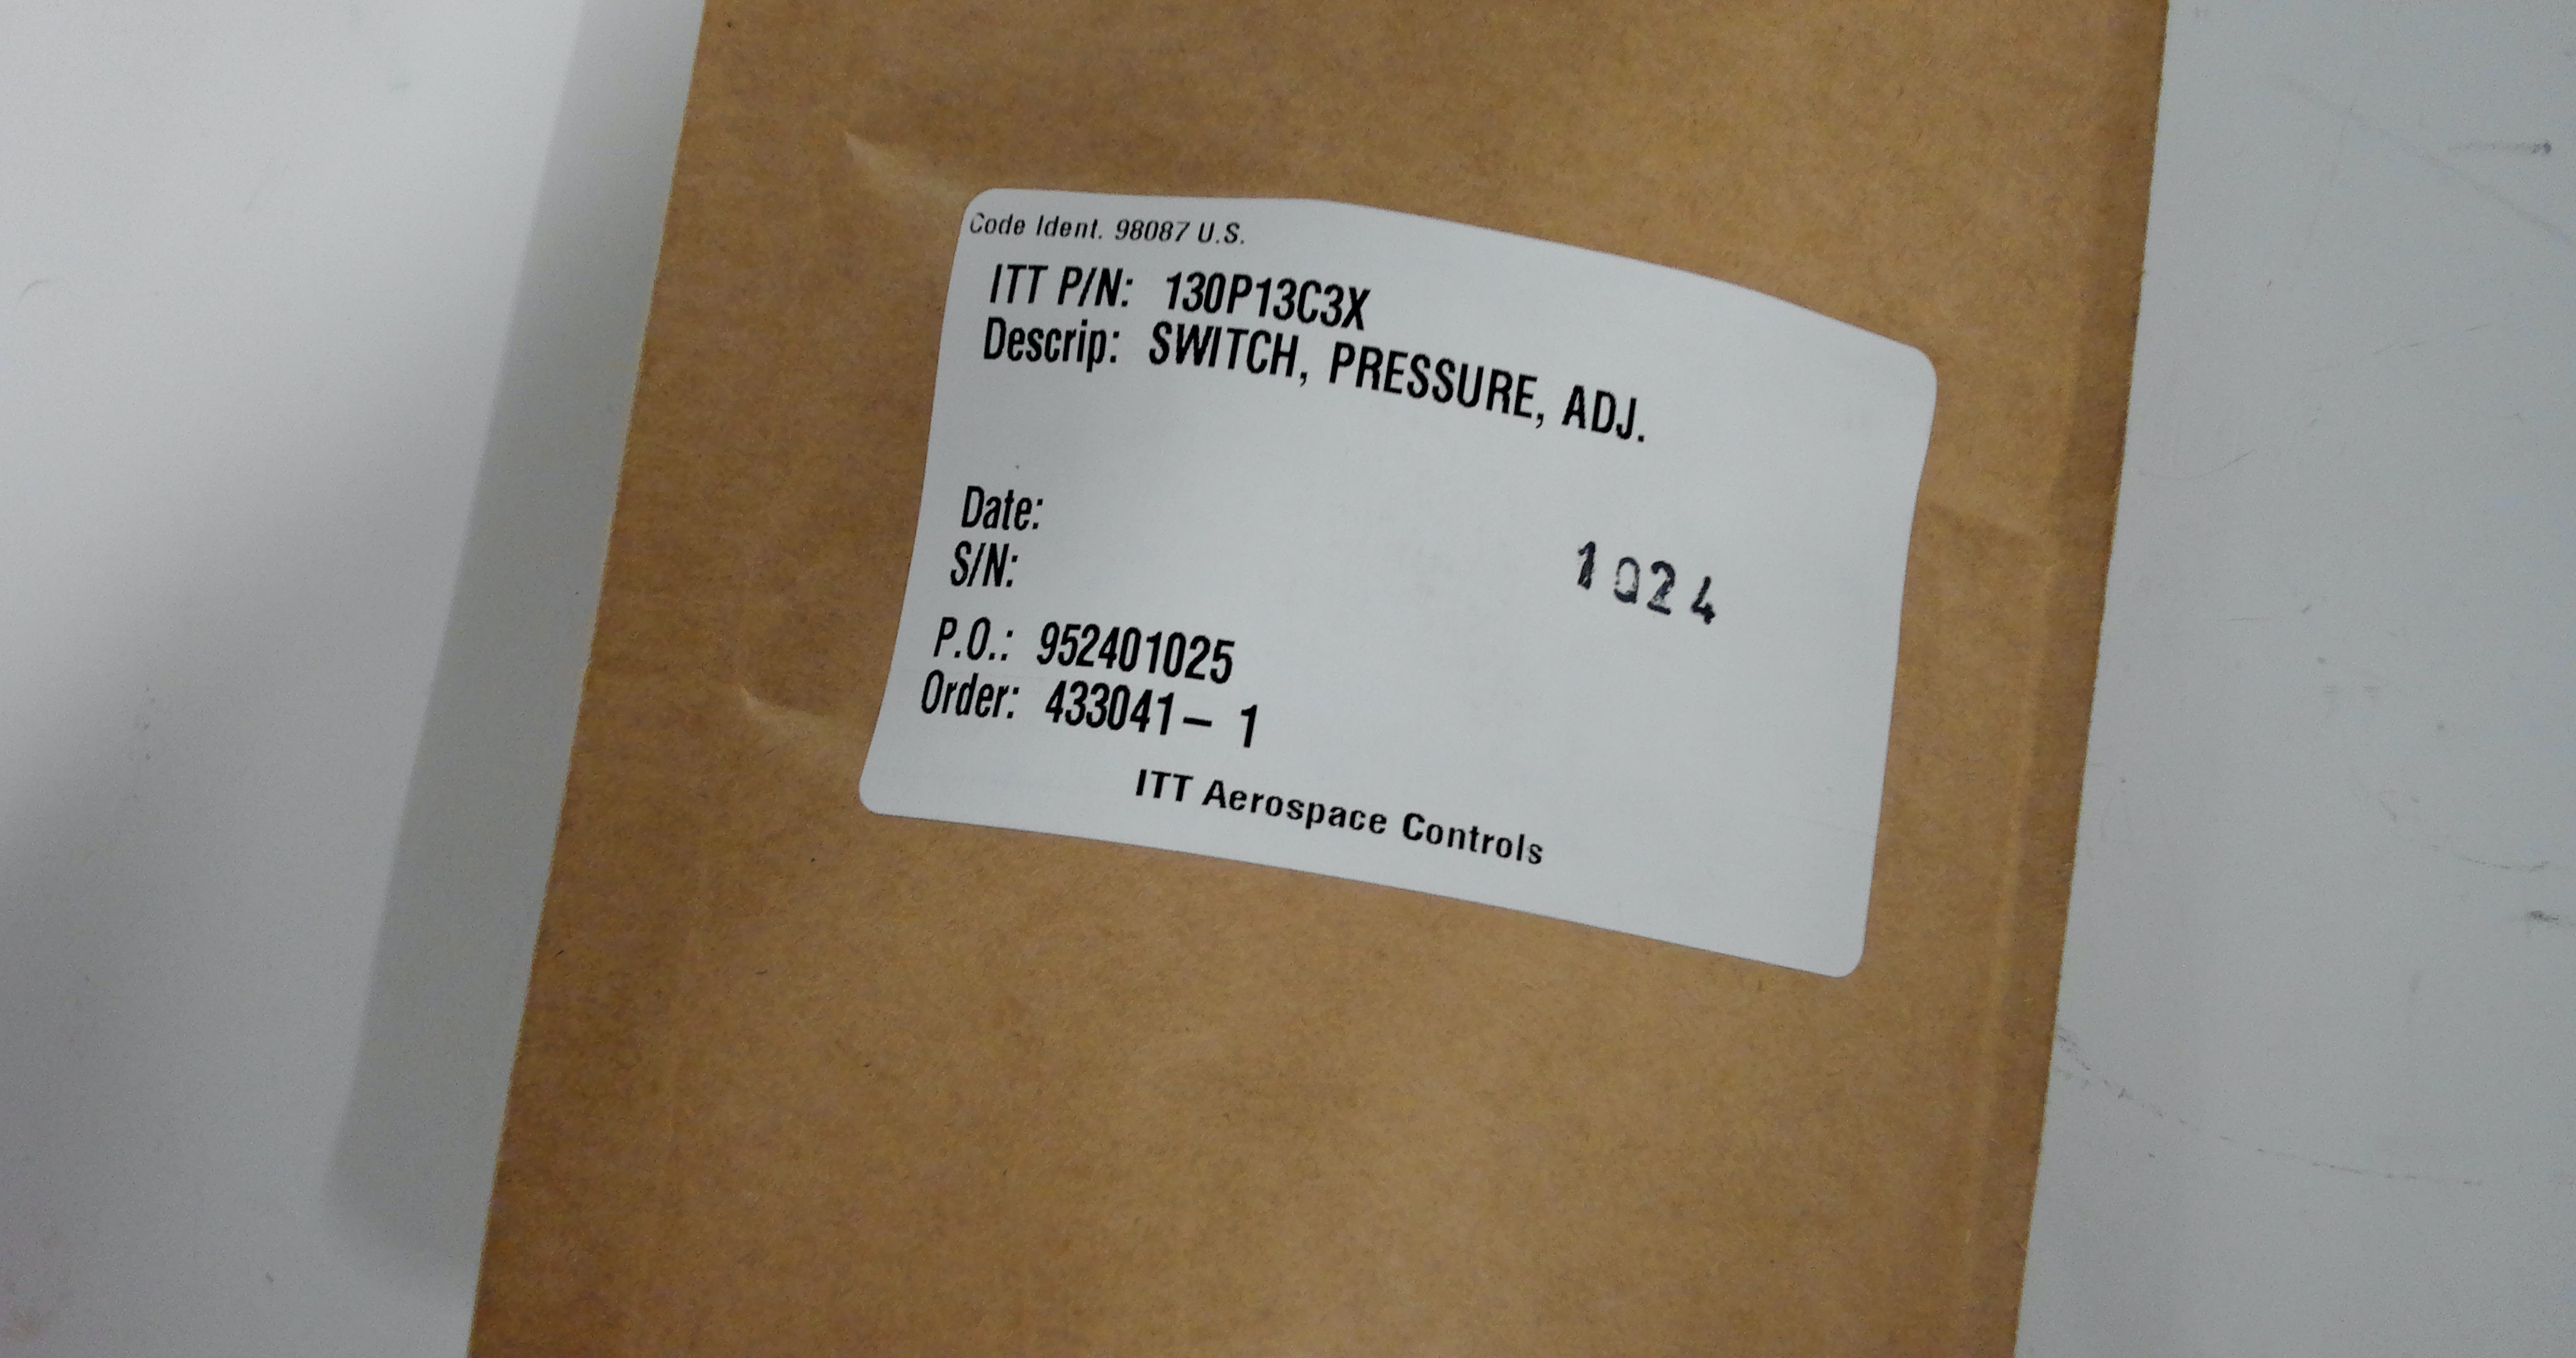 Code Ident. 98087 U.S.
ITT P/N: 130P13C3X
Descrip: SWITCH, PRESSURE, ADJ.
Date:
S/N:
1024
P.O.: 952401025
Order: 433041– 1
ITT Aerospace Controls